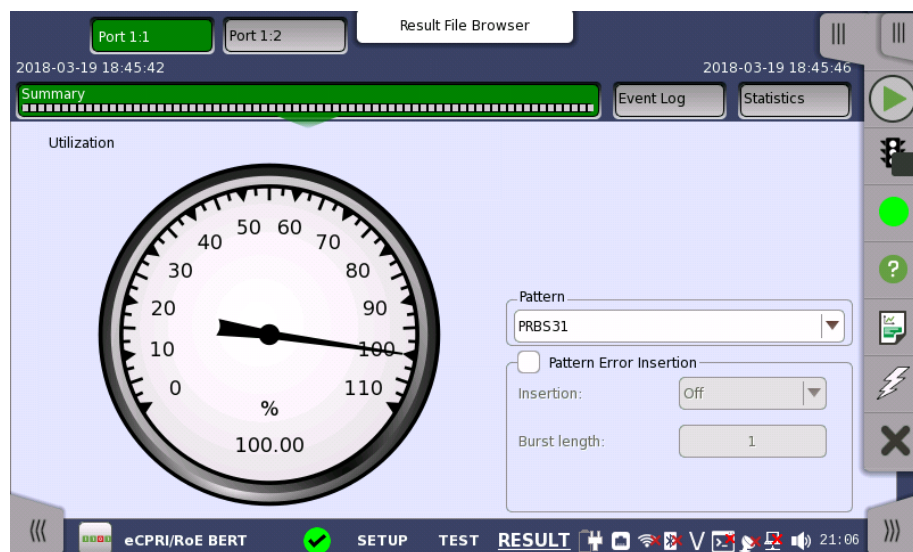 Port 1:1
Port 1:2
Result File Browser
2018-03-19 18:45:42
2018-03-19 18:45:46
Summary
Event Log
Statistics
Utilization
50 60
40 70
30 80
20 90
10 100
0 110
%
100.00
Pattern
PRBS31
Pattern Error Insertion
Insertion: Off
Burst length: 1
eCPRI/RoE BERT SETUP TEST RESULT 21:06